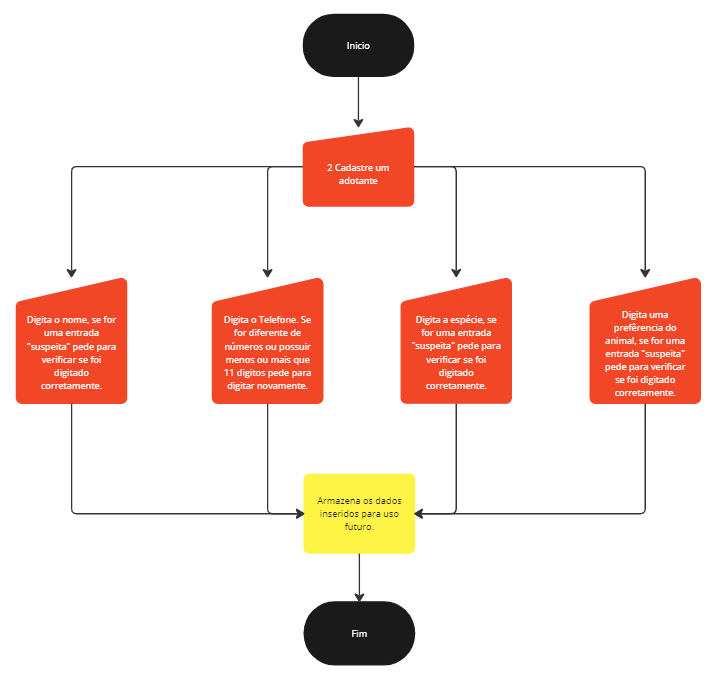 Início
2 Cadastre um
adotante
Digita o nome, se for
uma entrada
"suspeita" pede para
verificar se foi
digitado
corretamente.
Digita o Telefone. Se
for diferente de
números ou possuir
menos ou mais que
11 digitos pede para
digitar novamente.
Digita a espécie, se
for uma entrada
"suspeita" pede para
verificar se foi
digitado
corretamente.
Digita uma
preferência do
animal, se for uma
entrada "suspeita"
pede para verificar
se foi digitado
corretamente.
Armazena os dados
inseridos para uso
futuro.
Fim